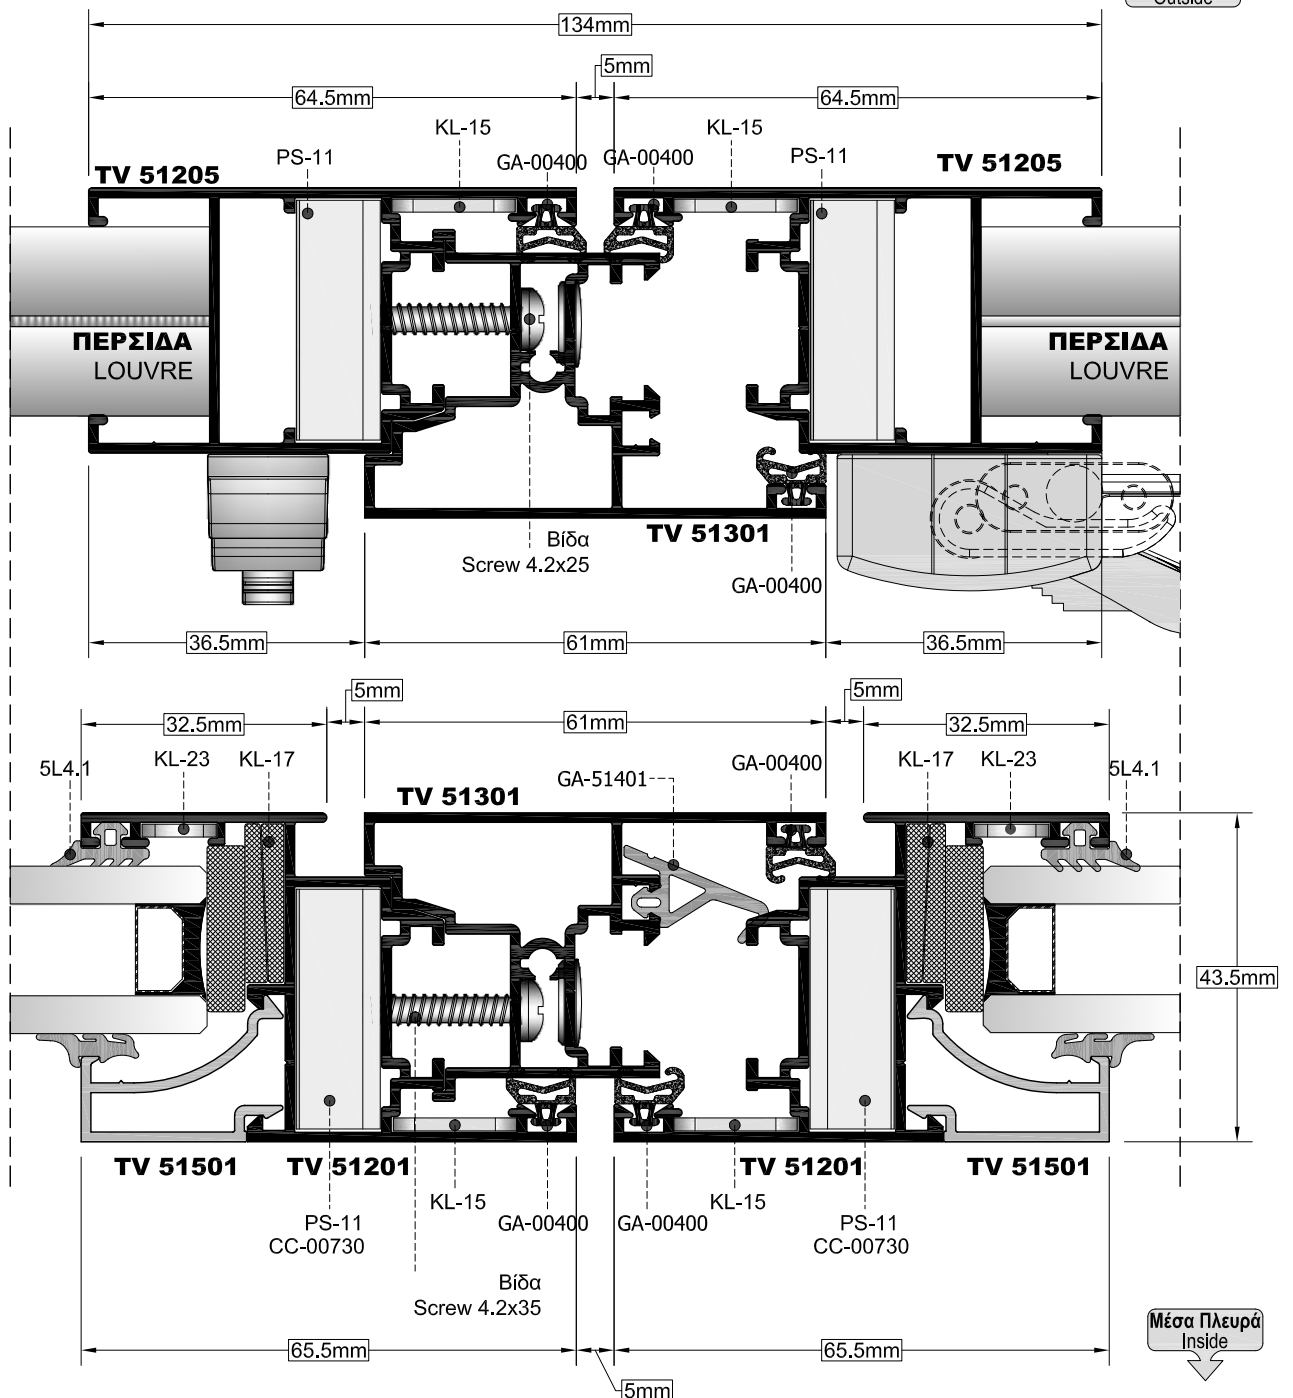 Outside
134mm
5mm
64.5mm
64.5mm
KL-15
KL-15
PS-11
GA-00400
GA-00400
PS-11
TV 51205
TV 51205
ΠΕΡΣΙΔΑ
LOUVRE
ΠΕΡΣΙΔΑ
LOUVRE
TV 51301
Βίδα
Screw 4.2x25
GA-00400
36.5mm
61mm
36.5mm
5mm
5mm
32.5mm
61mm
32.5mm
5L4.1
KL-23
KL-17
GA-51401
GA-00400
KL-17
KL-23
5L4.1
TV 51301
43.5mm
TV 51501
TV 51201
TV 51201
TV 51501
KL-15
KL-15
PS-11
CC-00730
GA-00400
GA-00400
PS-11
CC-00730
Βίδα
Screw 4.2x35
Μέσα Πλευρά
Inside
65.5mm
65.5mm
5mm